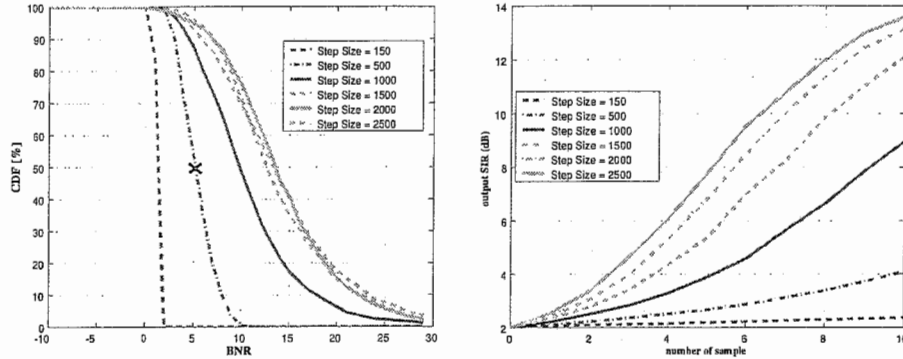 100
90
80
70
60
50
40
30
20
10
0
CDF [%]
-10
-5
0
5
10
15
20
25
30
BNR
Step Size = 150
Step Size = 500
Step Size = 1000
Step Size = 1500
Step Size = 2000
Step Size = 2500
14
12
10
8
6
4
2
output SIR (dB)
0
2
4
6
8
10
number of sample
Step Size = 150
Step Size = 500
Step Size = 1000
Step Size = 1500
Step Size = 2000
Step Size = 2500